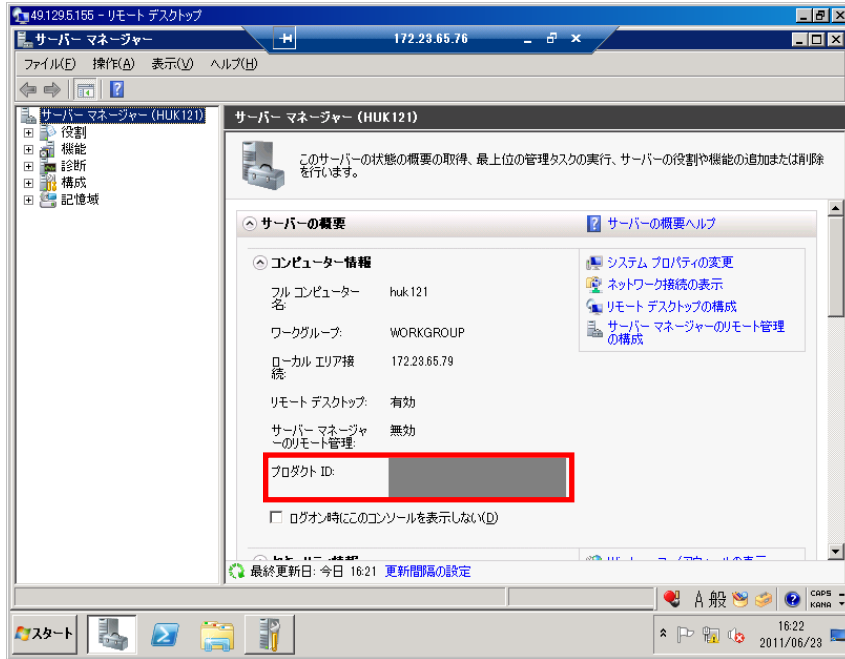 49.129.5.155 - リモート デスクトップ
サーバー マネージャー
172.23.65.76
ファイル(F) 操作(A) 表示(V) ヘルプ(H)
サーバー マネージャー (HUK121)
役割
機能
診断
構成
記憶域
サーバー マネージャー (HUK121)
このサーバーの状態の概要の取得、最上位の管理タスクの実行、サーバーの役割や機能の追加または削除
を行います。
サーバーの概要
サーバーの概要ヘルプ
コンピューター情報
フル コンピューター
名:
huk121
ワークグループ:
WORKGROUP
ローカル エリア接
続:
172.23.65.79
リモート デスクトップ:
有効
サーバー マネージャ
ーのリモート管理:
無効
プロダクト ID:
ログオン時にこのコンソールを表示しない(D)
システム プロパティの変更
ネットワーク接続の表示
リモート デスクトップの構成
サーバー マネージャーのリモート管理
の構成
最終更新日: 今日 16:21 更新間隔の設定
A 般
CAPS
KANA
スタート
16:22
2011/06/23